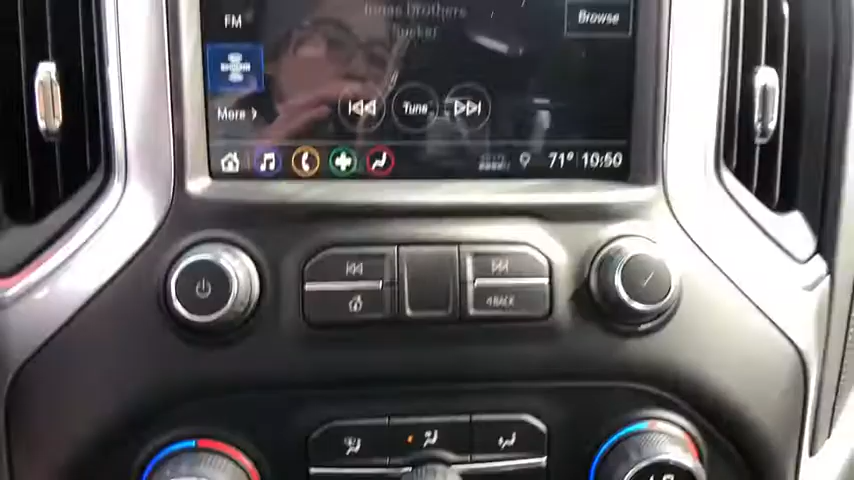 Jonas Brothers
Sucker
FM
Browse
More >
Tune
71° 10:50
BACK